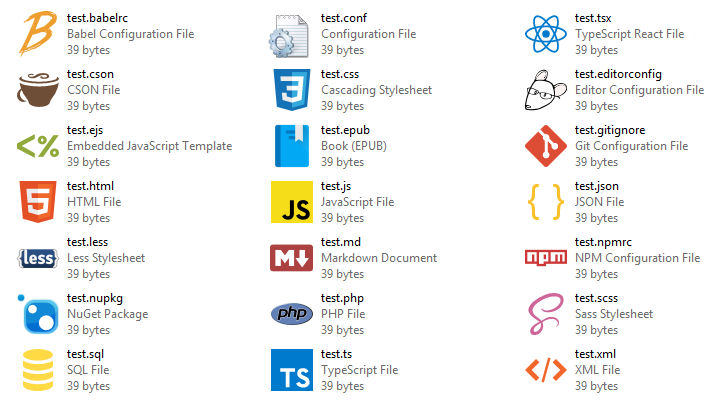 test.babelrc
Babel Configuration File
39 bytes
test.conf
Configuration File
39 bytes
test.tsx
TypeScript React File
39 bytes
test.cson
CSON File
39 bytes
3
test.css
Cascading Stylesheet
39 bytes
test.editorconfig
Editor Configuration File
39 bytes
<%
test.ejs
Embedded JavaScript Template
39 bytes
test.epub
Book (EPUB)
39 bytes
test.gitignore
Git Configuration File
39 bytes
5
test.html
HTML File
39 bytes
JS
test.js
JavaScript File
39 bytes
{ }
test.json
JSON File
39 bytes
{less}
test.less
Less Stylesheet
39 bytes
M
test.md
Markdown Document
39 bytes
npm
test.npmrc
NPM Configuration File
39 bytes
test.nupkg
NuGet Package
39 bytes
php
test.php
PHP File
39 bytes
test.scss
Sass Stylesheet
39 bytes
test.sql
SQL File
39 bytes
TS
test.ts
TypeScript File
39 bytes
</>
test.xml
XML File
39 bytes